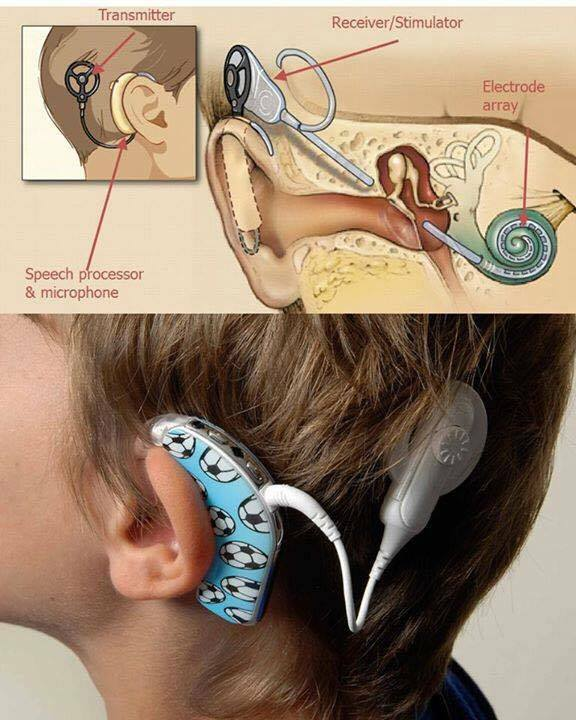 Transmitter
Receiver/Stimulator
Electrode
array
Speech processor
& microphone